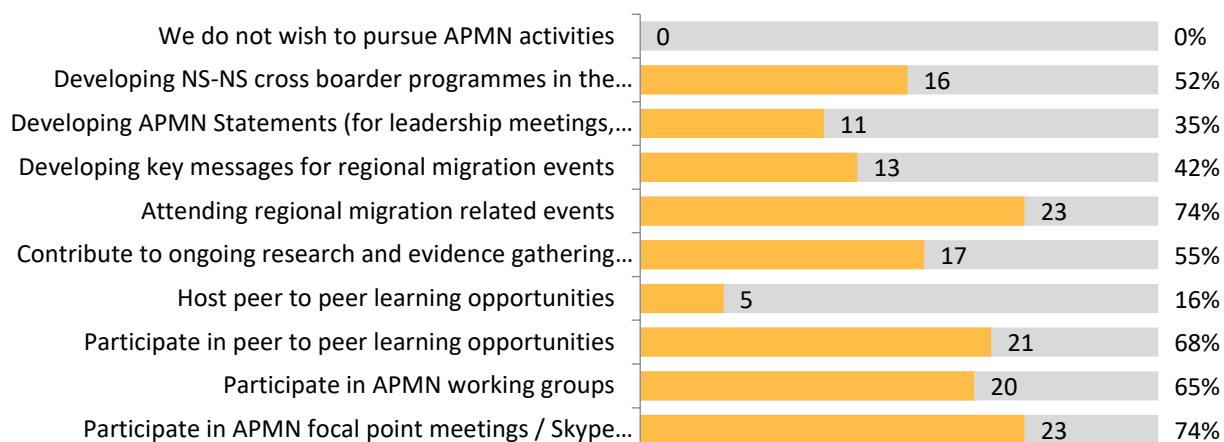 We do not wish to pursue APMN activities 0 0%
Developing NS-NS cross boarder programmes in the... 16 52%
Developing APMN Statements (for leadership meetings,... 11 35%
Developing key messages for regional migration events 13 42%
Attending regional migration related events 23 74%
Contribute to ongoing research and evidence gathering... 17 55%
Host peer to peer learning opportunities 5 16%
Participate in peer to peer learning opportunities 21 68%
Participate in APMN working groups 20 65%
Participate in APMN focal point meetings / Skype... 23 74%